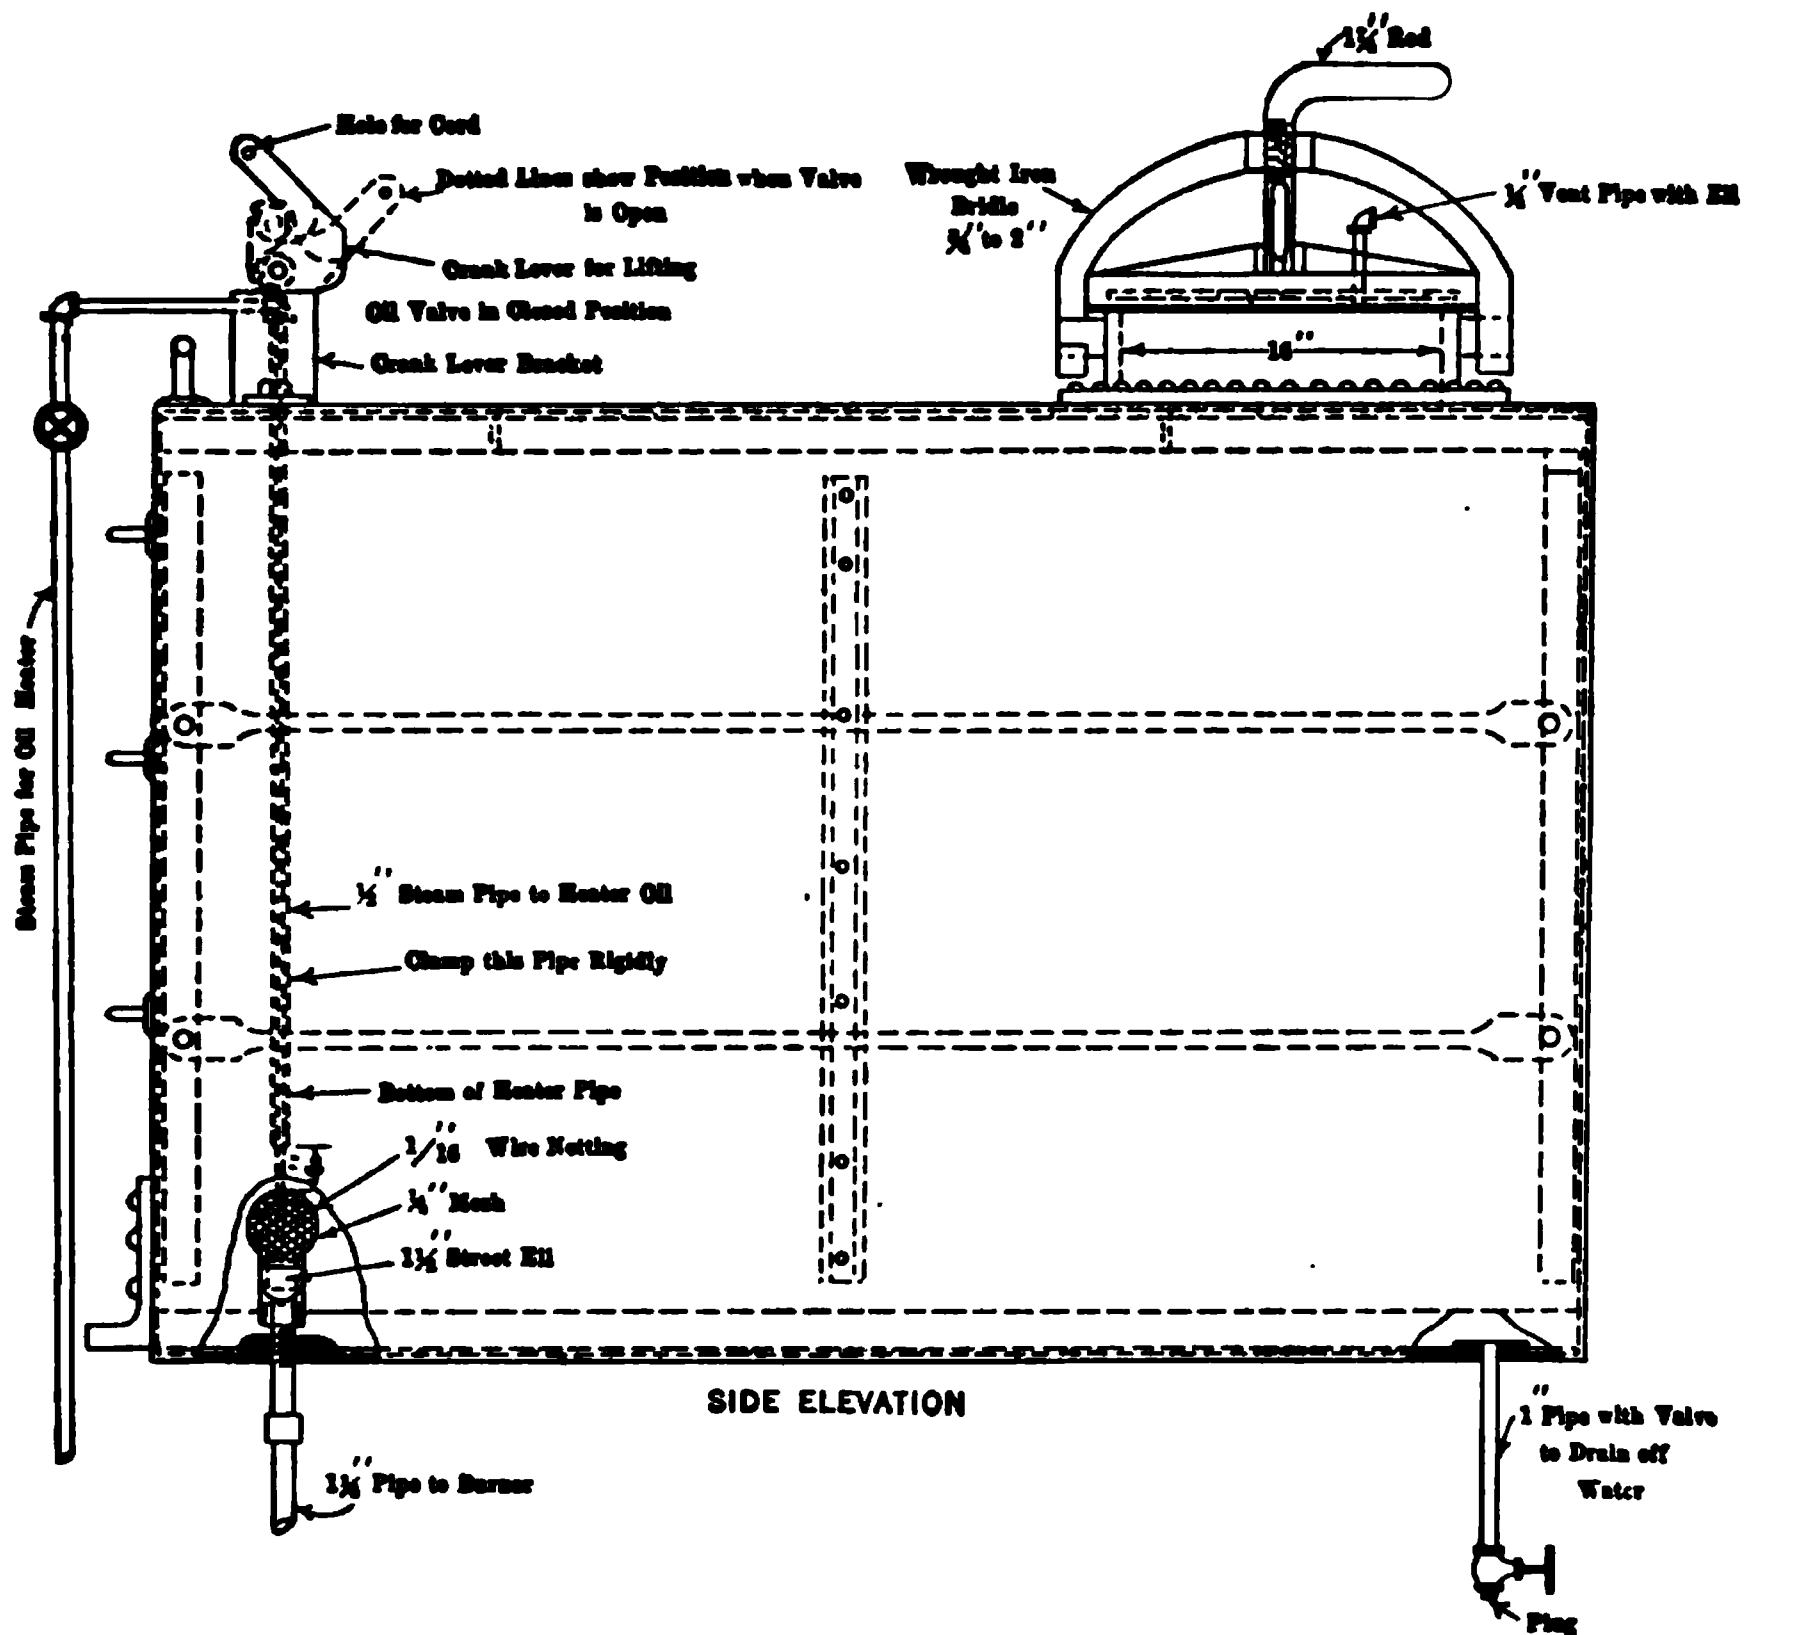 1¼" Rod
Hole for Cord
Dotted Lines show Position when Valve
is Open
Wrought Iron
Bridle
¾" to 2"
¼" Vent Pipe with Ell
Crank Lever for Lifting
Oil Valve in Closed Position
Crank Lever Bracket
16"
Steam Pipe for Oil Heater
½" Steam Pipe to Heater Oil
Clamp this Pipe Rigidly
Bottom of Heater Pipe
1/16" Wire Netting
¼" Mesh
1½" Street Ell
SIDE ELEVATION
1" Pipe with Valve
to Drain off
Water
1¼" Pipe to Burner
Plug